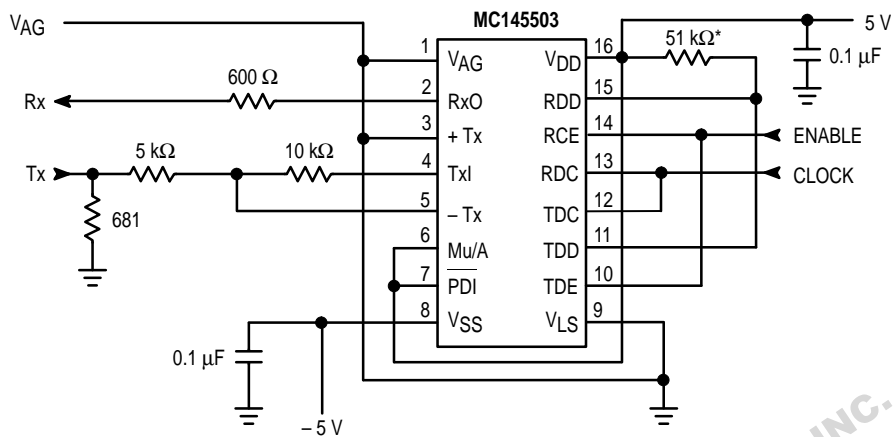 MC145503
VAG
5 V
0.1 µF
600 Ω
Rx
5 kΩ
10 kΩ
Tx
681
1 VAG
2 RxO
3 + Tx
4 TxI
5 – Tx
6 Mu/A
7 PDI
8 VSS
VDD 16
RDD 15
RCE 14
RDC 13
TDC 12
TDD 11
TDE 10
VLS 9
51 kΩ*
ENABLE
CLOCK
0.1 µF
– 5 V
INC.